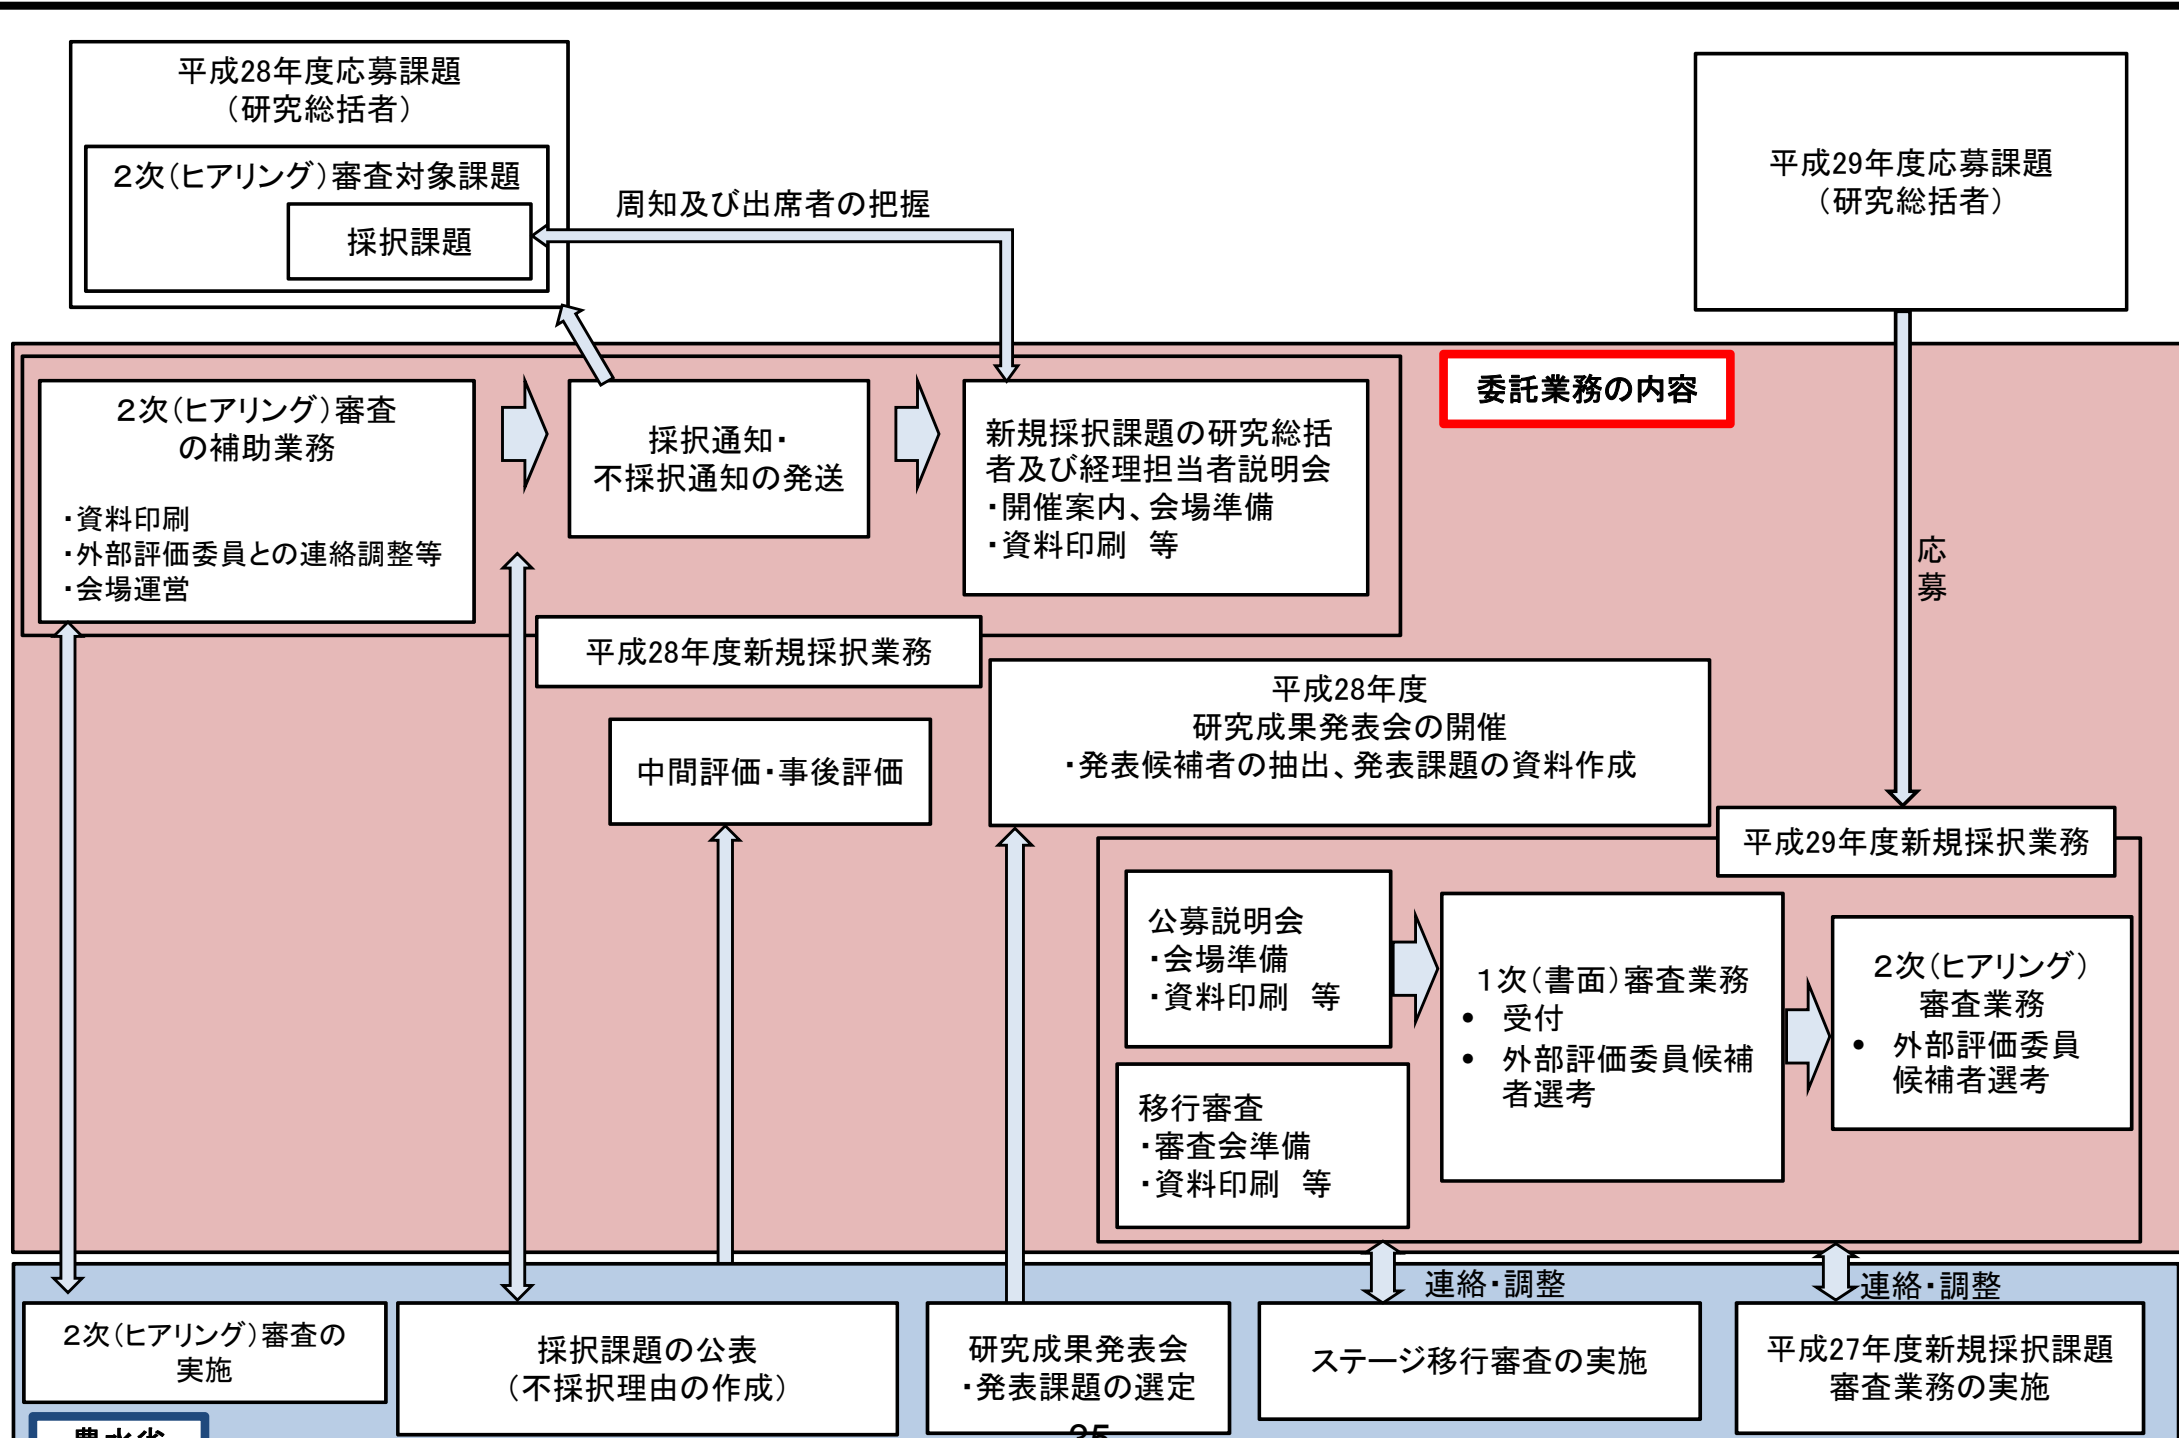 平成28年度応募課題
（研究総括者）
２次（ヒアリング）審査対象課題
採択課題
周知及び出席者の把握
平成29年度応募課題
（研究総括者）
委託業務の内容
２次（ヒアリング）審査
の補助業務
・資料印刷
・外部評価委員との連絡調整等
・会場運営
採択通知・
不採択通知の発送
新規採択課題の研究総括
者及び経理担当者説明会
・開催案内、会場準備
・資料印刷　等
応
募
平成28年度新規採択業務
平成28年度
研究成果発表会の開催
・発表候補者の抽出、発表課題の資料作成
中間評価・事後評価
平成29年度新規採択業務
公募説明会
・会場準備
・資料印刷　等
１次（書面）審査業務
• 受付
• 外部評価委員候補
者選考
２次（ヒアリング）
審査業務
• 外部評価委員
候補者選考
移行審査
・審査会準備
・資料印刷　等
連絡・調整
連絡・調整
２次（ヒアリング）審査の
実施
採択課題の公表
（不採択理由の作成）
研究成果発表会
・発表課題の選定
ステージ移行審査の実施
平成27年度新規採択課題
審査業務の実施
農水省
25